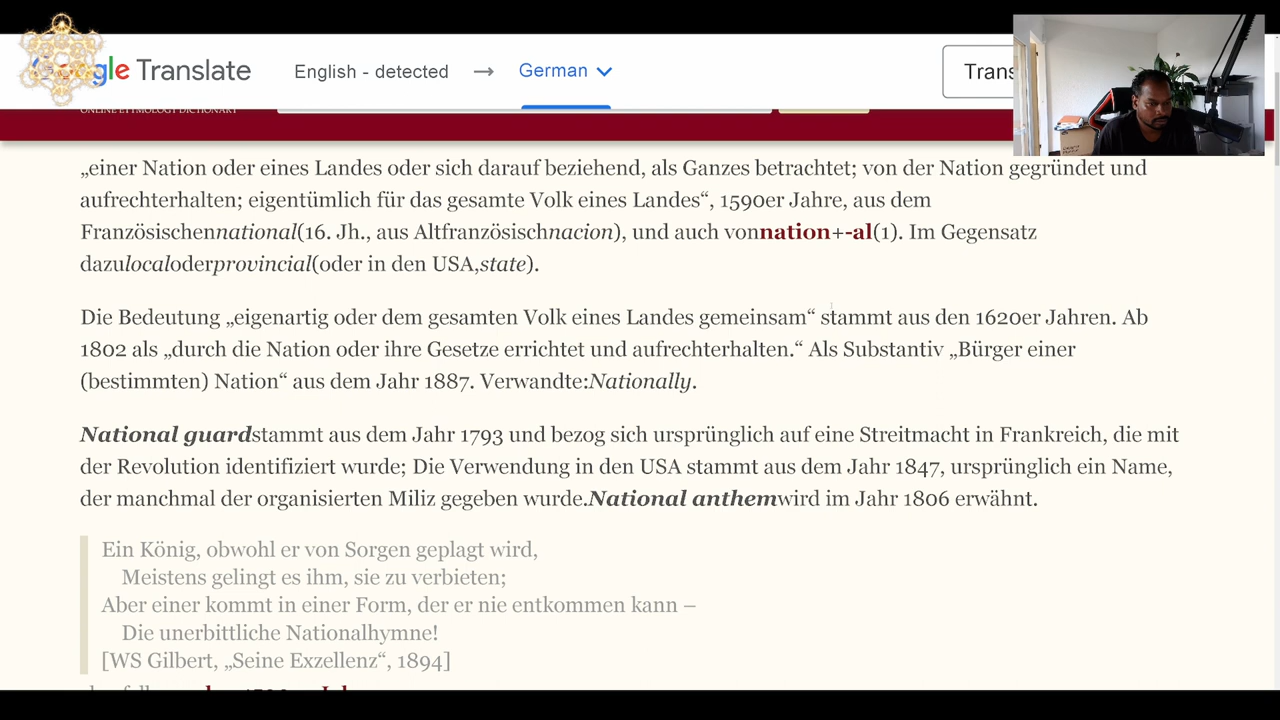 Google Translate English - detected → German Trans
ONLINE ETYMOLOGY DICTIONARY
„einer Nation oder eines Landes oder sich darauf beziehend, als Ganzes betrachtet; von der Nation gegründet und
aufrechterhalten; eigentümlich für das gesamte Volk eines Landes“, 1590er Jahre, aus dem
Französischennational(16. Jh., aus Altfranzösischnacion), und auch vonnation+-al(1). Im Gegensatz
dazulocaloderprovincial(oder in den USA,state).
Die Bedeutung „eigenartig oder dem gesamten Volk eines Landes gemeinsam“ stammt aus den 1620er Jahren. Ab
1802 als „durch die Nation oder ihre Gesetze errichtet und aufrechterhalten.“ Als Substantiv „Bürger einer
(bestimmten) Nation“ aus dem Jahr 1887. Verwandte:Nationally.
National guardstammt aus dem Jahr 1793 und bezog sich ursprünglich auf eine Streitmacht in Frankreich, die mit
der Revolution identifiziert wurde; Die Verwendung in den USA stammt aus dem Jahr 1847, ursprünglich ein Name,
der manchmal der organisierten Miliz gegeben wurde.National anthemwird im Jahr 1806 erwähnt.
Ein König, obwohl er von Sorgen geplagt wird,
Meistens gelingt es ihm, sie zu verbieten;
Aber einer kommt in einer Form, der er nie entkommen kann –
Die unerbittliche Nationalhymne!
[WS Gilbert, „Seine Exzellenz“, 1894]